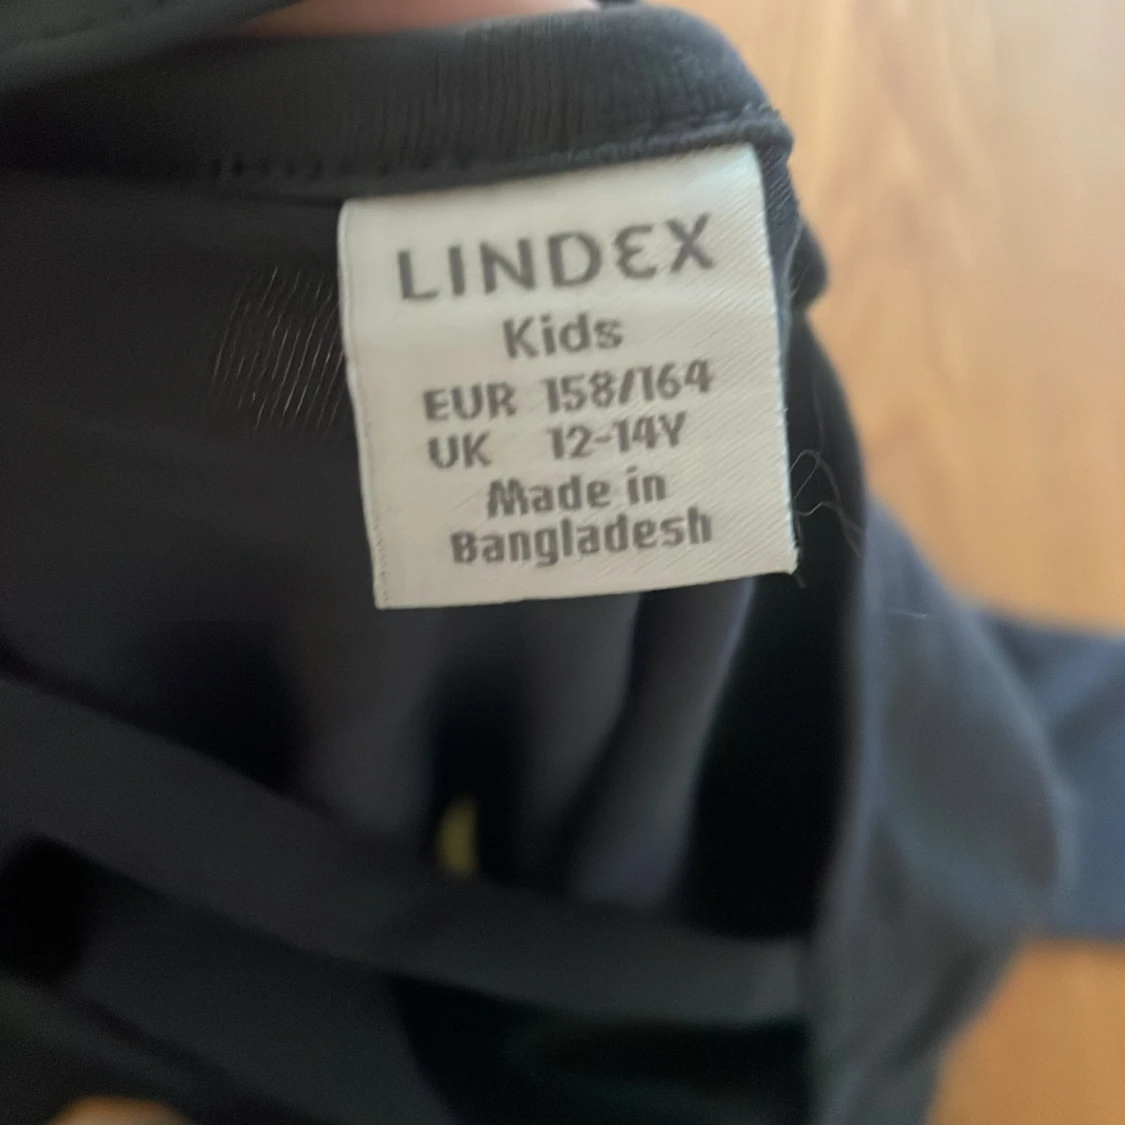 LINDEX
Kids
EUR 158/164
UK 12-14Y
Made in
Bangladesh